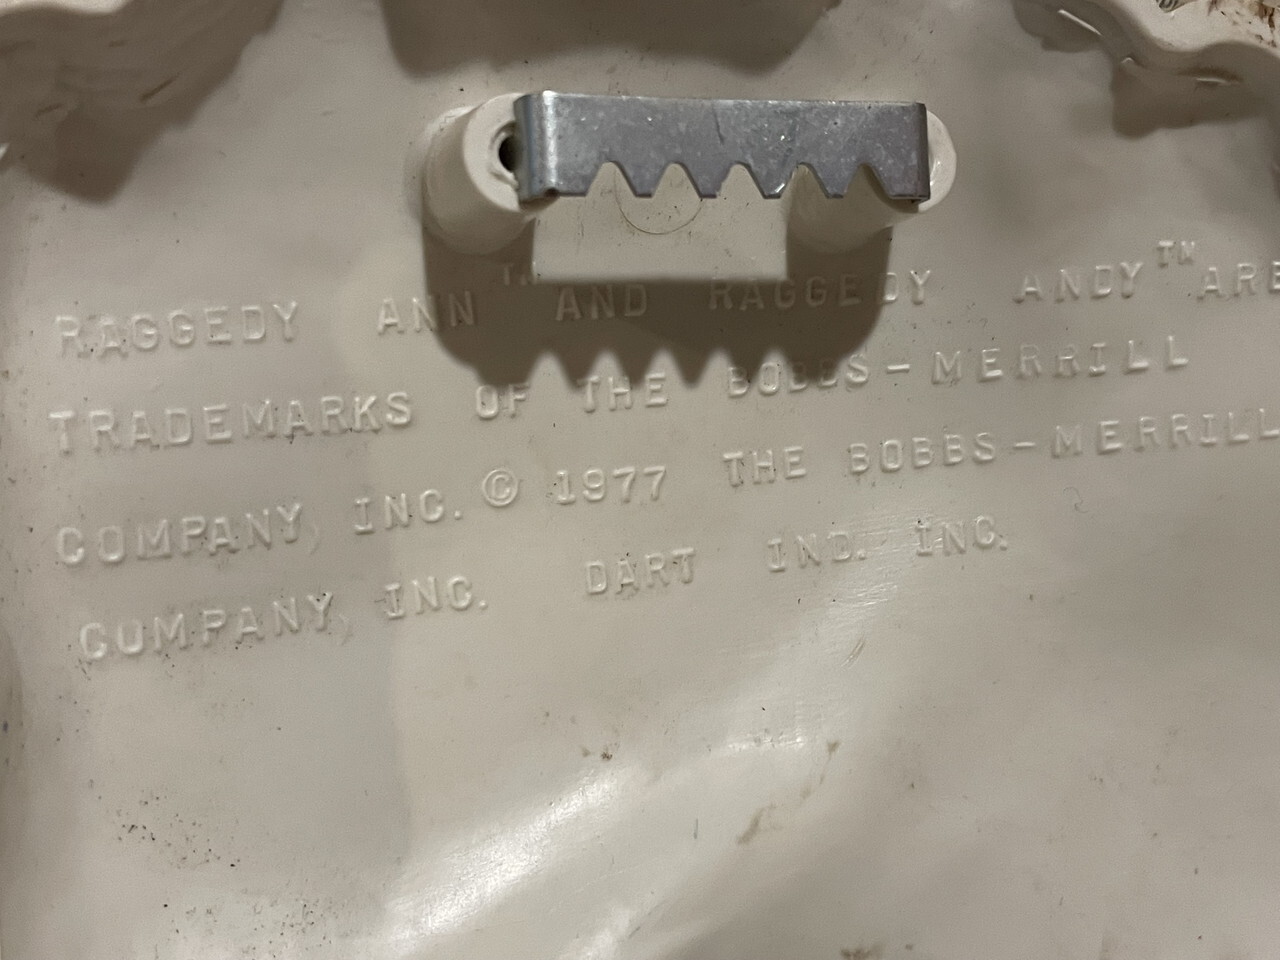 RAGGEDY ANN™ AND RAGGEDY ANDY™ ARE
TRADEMARKS OF THE BOBBS-MERRILL
COMPANY, INC. © 1977 THE BOBBS-MERRILL
COMPANY, INC. DART IND. INC.